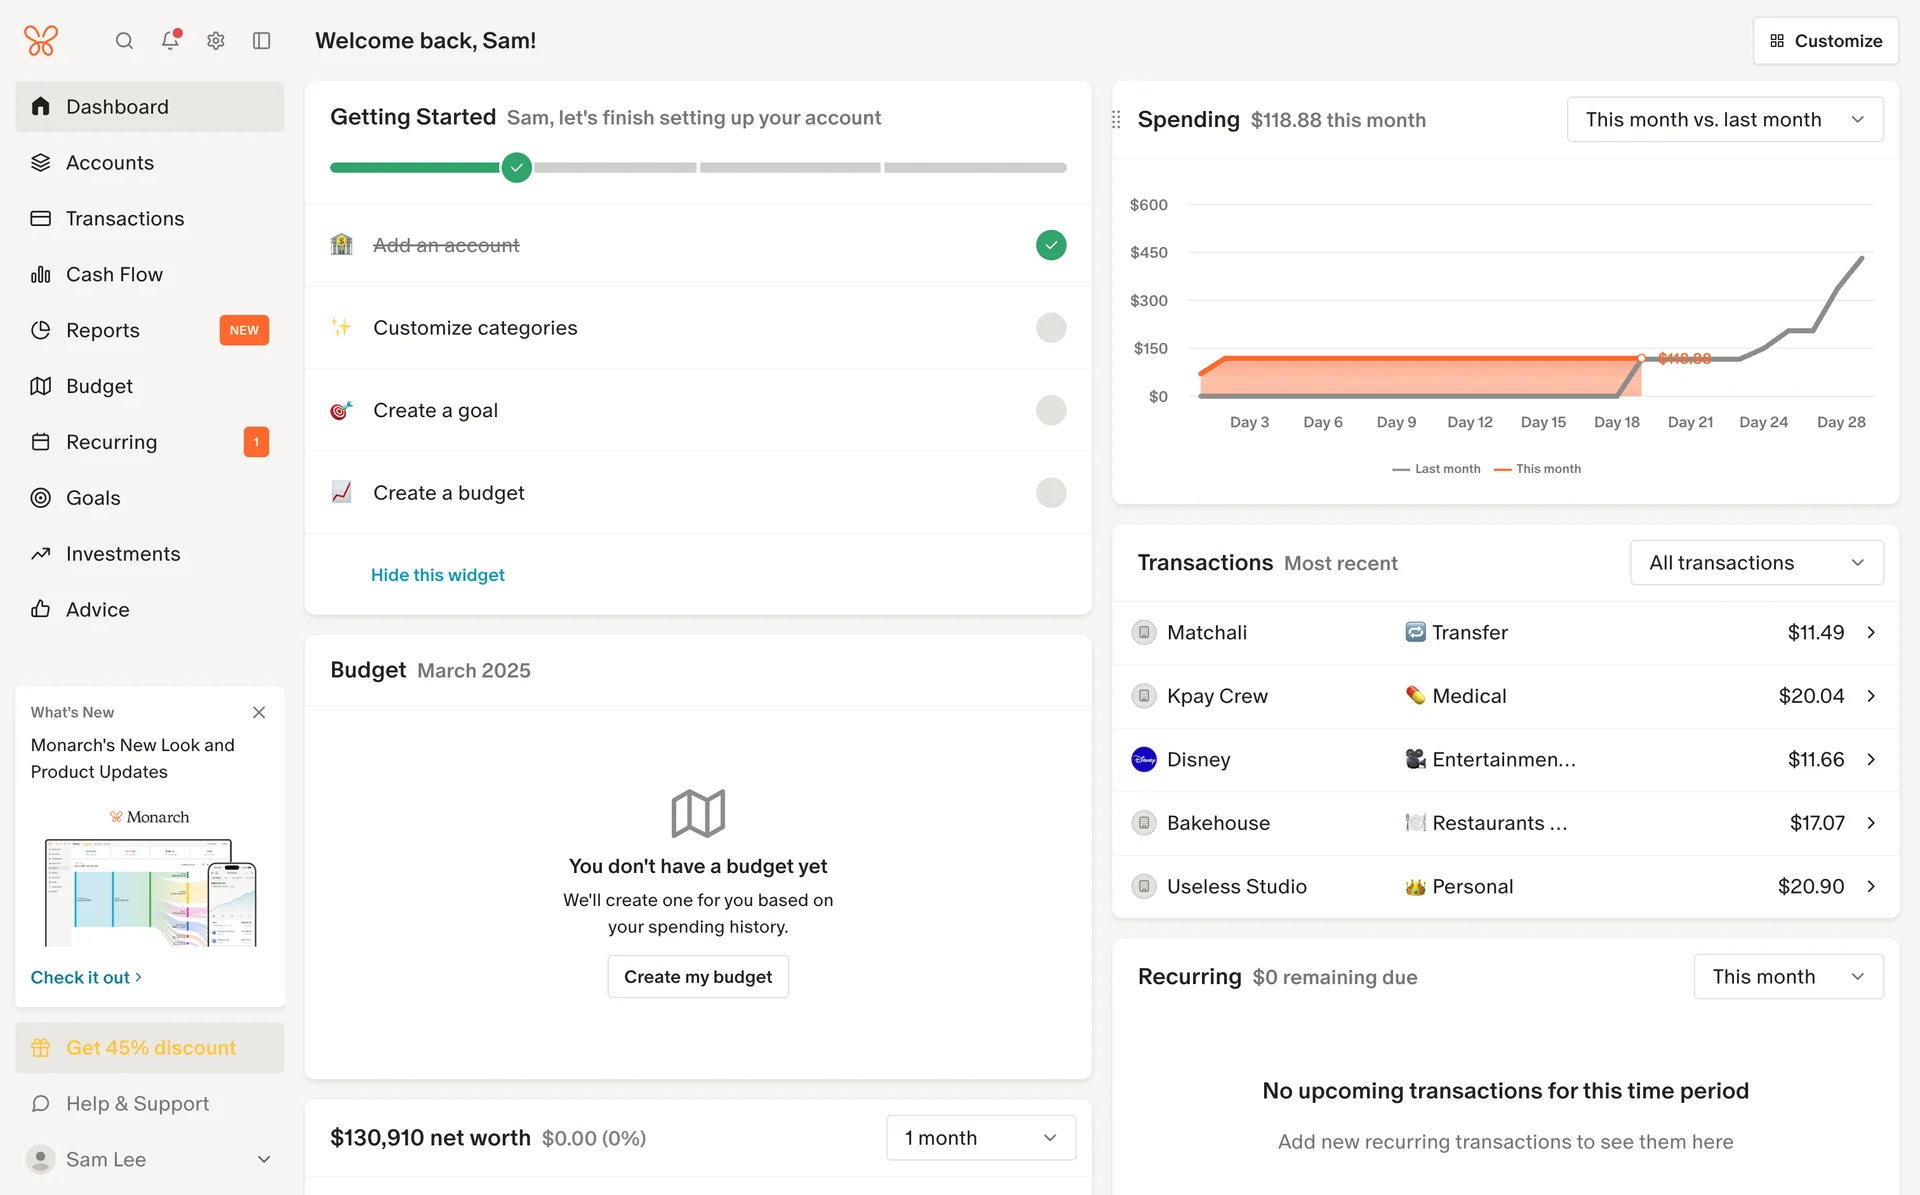 Welcome back, Sam!
Customize
Dashboard
Accounts
Transactions
Cash Flow
Reports
NEW
Budget
Recurring
1
Goals
Investments
Advice
What's New
Monarch's New Look and
Product Updates
Monarch
Check it out
Get 45% discount
Help & Support
Sam Lee
Getting Started Sam, let's finish setting up your account
Add an account
Customize categories
Create a goal
Create a budget
Hide this widget
Budget March 2025
You don't have a budget yet
We'll create one for you based on
your spending history.
Create my budget
$130,910 net worth $0.00 (0%)
1 month
Spending $118.88 this month
This month vs. last month
$600
$450
$300
$150
$0
$118.88
Day 3 Day 6 Day 9 Day 12 Day 15 Day 18 Day 21 Day 24 Day 28
Last month This month
Transactions Most recent
All transactions
Matchali Transfer $11.49
Kpay Crew Medical $20.04
Disney Entertainmen... $11.66
Bakehouse Restaurants ... $17.07
Useless Studio Personal $20.90
Recurring $0 remaining due
This month
No upcoming transactions for this time period
Add new recurring transactions to see them here